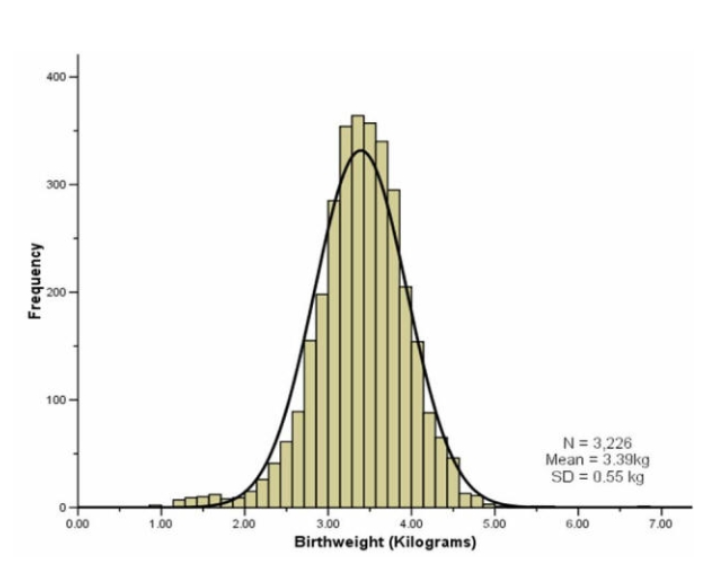 400
300
200
100
0
Frequency
N = 3,226
Mean = 3.39kg
SD = 0.55 kg
0.00 1.00 2.00 3.00 4.00 5.00 6.00 7.00
Birthweight (Kilograms)